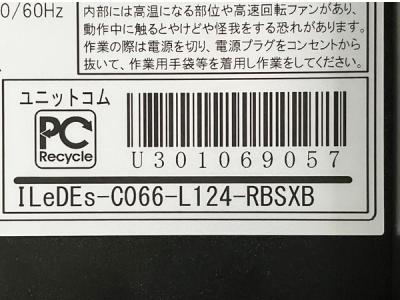 0/60Hz
内部には高温になる部位や高速回転ファンがあり、
動作中に触るとやけどや怪我をする恐れがあります。
作業の際は電源を切り、電源プラグをコンセントから
抜いて、作業用手袋等を着用し作業をしてください。
ユニットコム
PC
Recycle
U301069057
ILeDEs-C066-L124-RBSXB